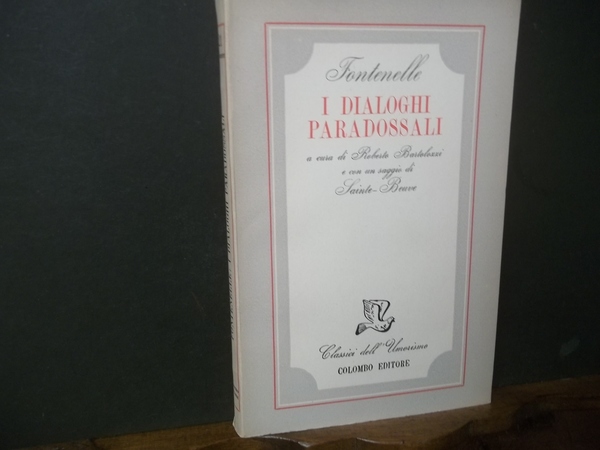 Fontenelle
I DIALOGHI
PARADOSSALI
a cura di Roberto Bartolozzi
e con un saggio di
Sainte-Beuve
Classici dell'Umorismo
COLOMBO EDITORE